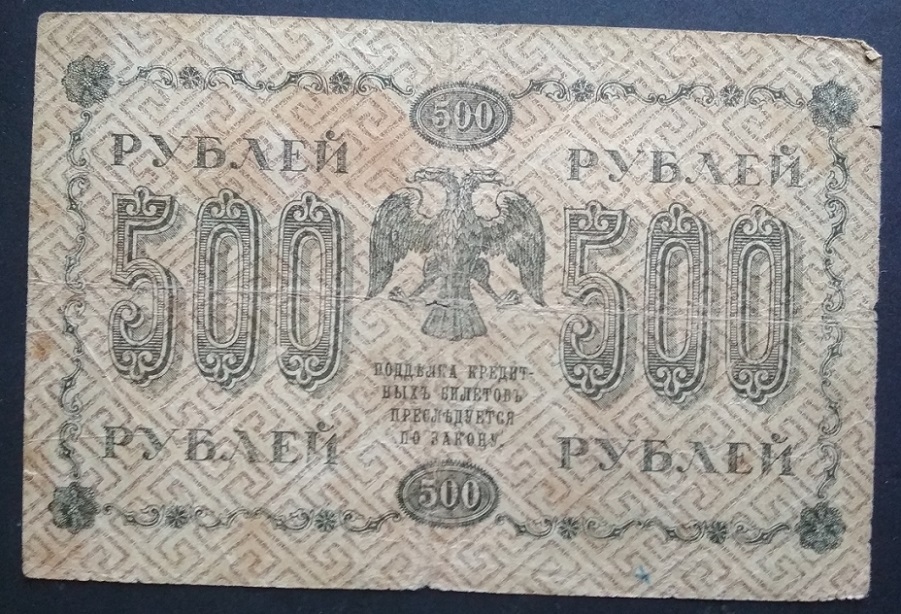 500
РУБЛЕЙ РУБЛЕЙ
500 500
ПОДДѢЛКА КРЕДИТ-
НЫХЪ БИЛЕТОВЪ
ПРЕСЛѢДУЕТСЯ
ПО ЗАКОНУ.
РУБЛЕЙ РУБЛЕЙ
500